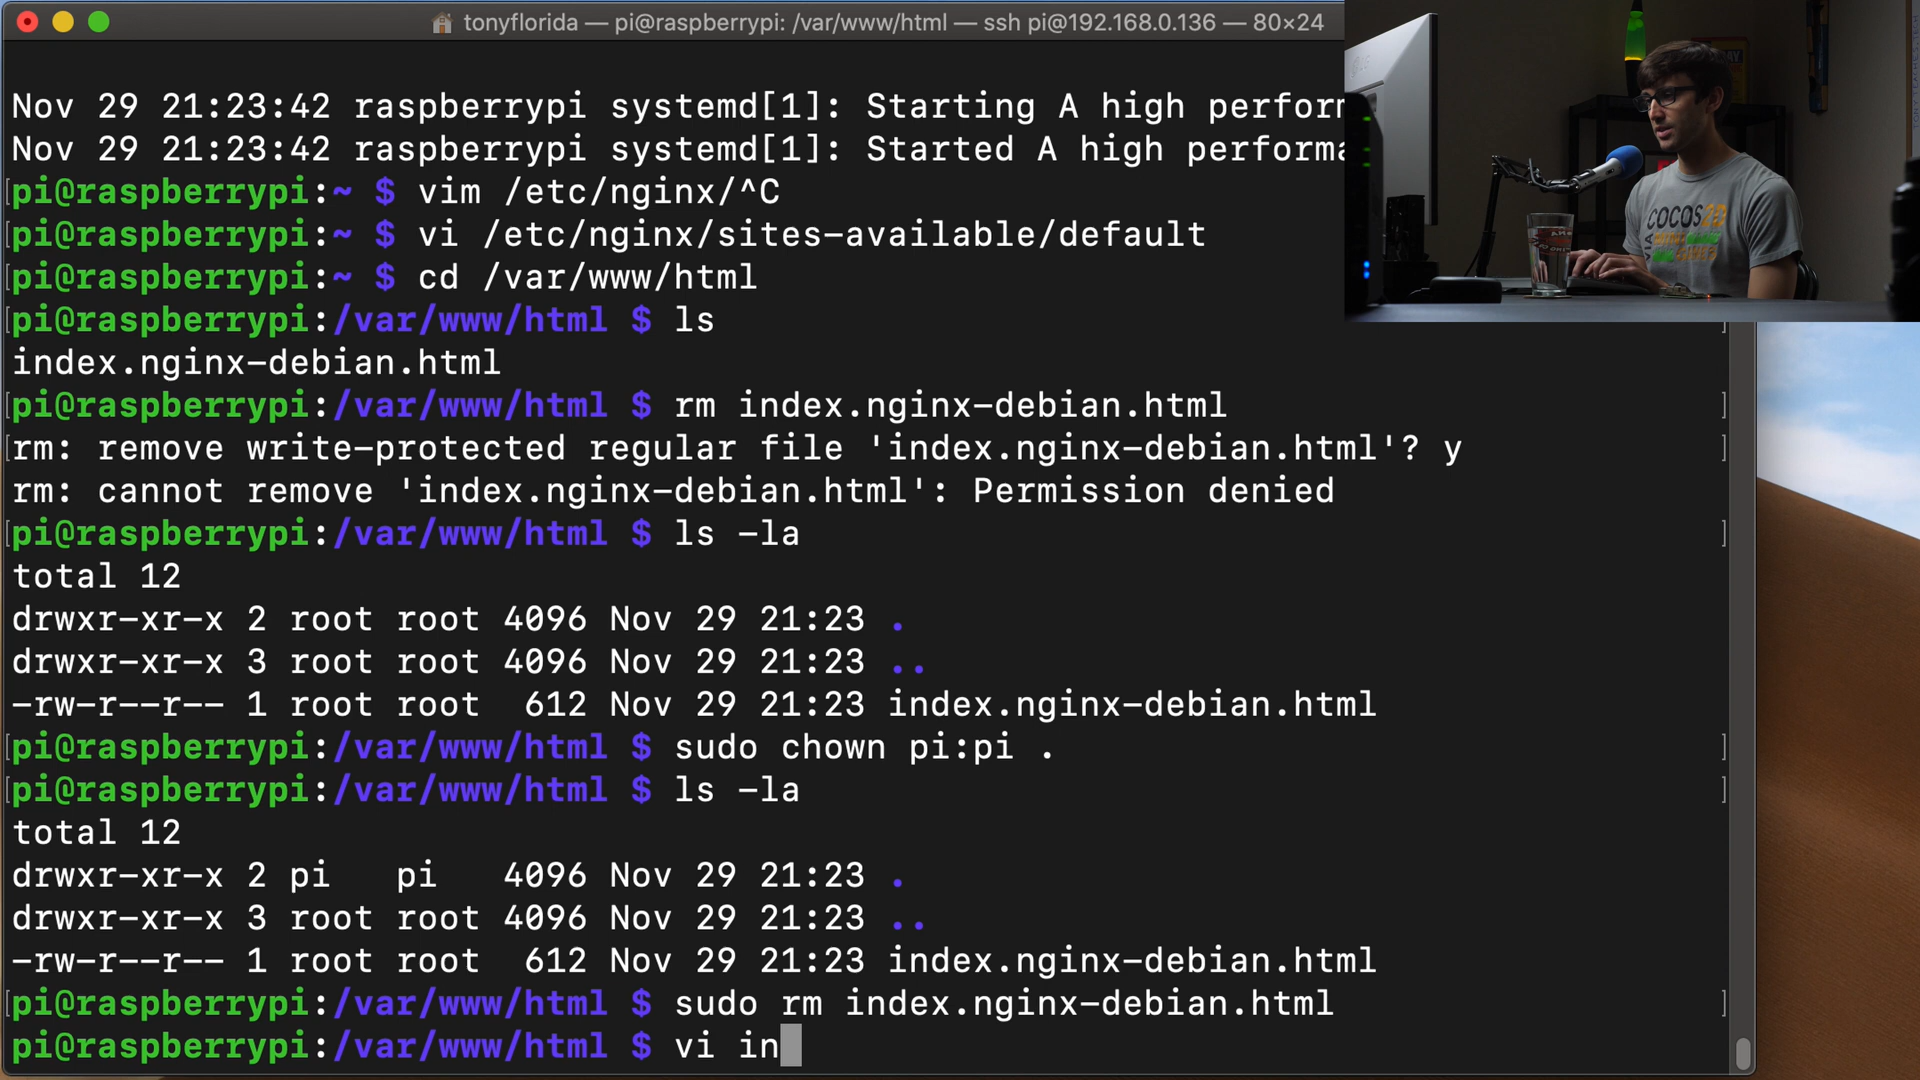 tonyflorida — pi@raspberrypi: /var/www/html — ssh pi@192.168.0.136 — 80×24
Nov 29 21:23:42 raspberrypi systemd[1]: Starting A high perform
Nov 29 21:23:42 raspberrypi systemd[1]: Started A high performa
pi@raspberrypi:~ $ vim /etc/nginx/^C
pi@raspberrypi:~ $ vi /etc/nginx/sites-available/default
pi@raspberrypi:~ $ cd /var/www/html
pi@raspberrypi:/var/www/html $ ls
index.nginx-debian.html
pi@raspberrypi:/var/www/html $ rm index.nginx-debian.html
rm: remove write-protected regular file 'index.nginx-debian.html'? y
rm: cannot remove 'index.nginx-debian.html': Permission denied
pi@raspberrypi:/var/www/html $ ls -la
total 12
drwxr-xr-x 2 root root 4096 Nov 29 21:23 .
drwxr-xr-x 3 root root 4096 Nov 29 21:23 ..
-rw-r--r-- 1 root root  612 Nov 29 21:23 index.nginx-debian.html
pi@raspberrypi:/var/www/html $ sudo chown pi:pi .
pi@raspberrypi:/var/www/html $ ls -la
total 12
drwxr-xr-x 2 pi   pi   4096 Nov 29 21:23 .
drwxr-xr-x 3 root root 4096 Nov 29 21:23 ..
-rw-r--r-- 1 root root  612 Nov 29 21:23 index.nginx-debian.html
pi@raspberrypi:/var/www/html $ sudo rm index.nginx-debian.html
pi@raspberrypi:/var/www/html $ vi in
COCOS2D